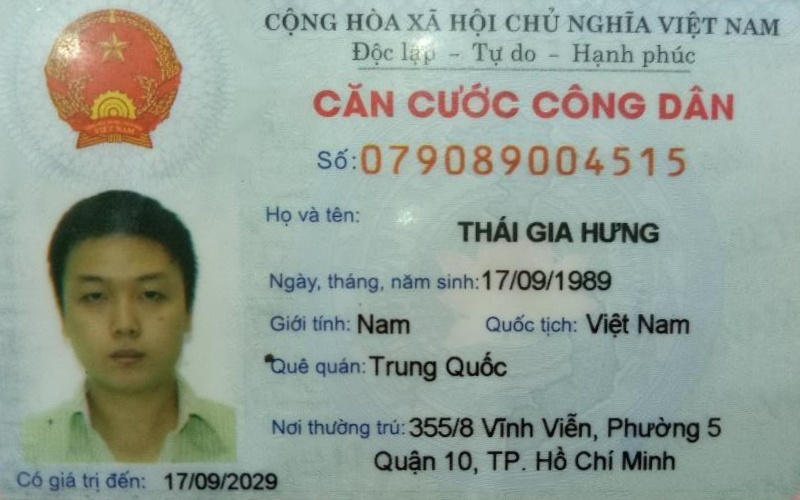 CỘNG HÒA XÃ HỘI CHỦ NGHĨA VIỆT NAM
Độc lập - Tự do - Hạnh phúc
CĂN CƯỚC CÔNG DÂN
Số: 079089004515
Họ và tên: THÁI GIA HƯNG
Ngày, tháng, năm sinh: 17/09/1989
Giới tính: Nam Quốc tịch: Việt Nam
Quê quán: Trung Quốc
Nơi thường trú: 355/8 Vĩnh Viễn, Phường 5
Quận 10, TP. Hồ Chí Minh
Có giá trị đến: 17/09/2029
VIỆT NAM